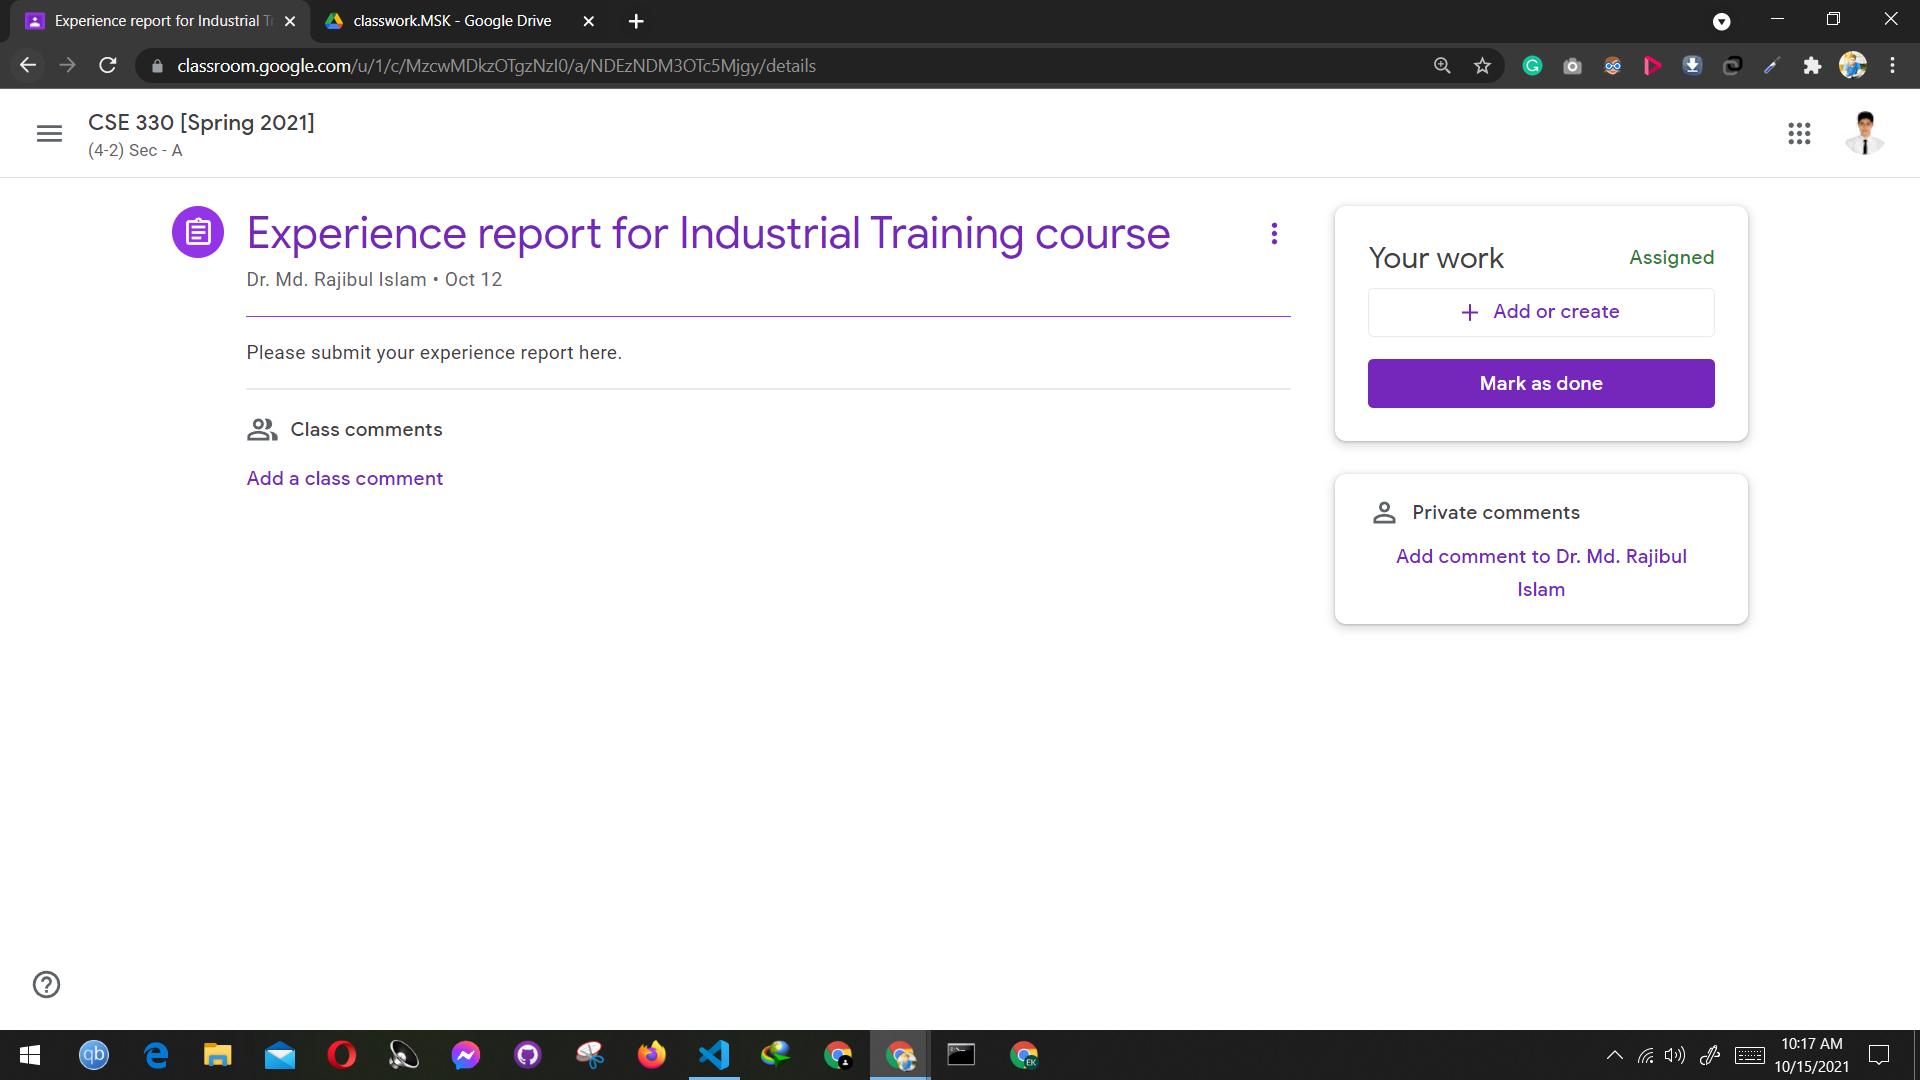 Experience report for Industrial T
classwork.MSK - Google Drive
classroom.google.com/u/1/c/MzcwMDkzOTgzNzI0/a/NDEzNDM3OTc5Mjgy/details
CSE 330 [Spring 2021]
(4-2) Sec - A
Experience report for Industrial Training course
Dr. Md. Rajibul Islam • Oct 12
Please submit your experience report here.
Class comments
Add a class comment
Your work
Assigned
+ Add or create
Mark as done
Private comments
Add comment to Dr. Md. Rajibul
Islam
qb
EK
10:17 AM
10/15/2021